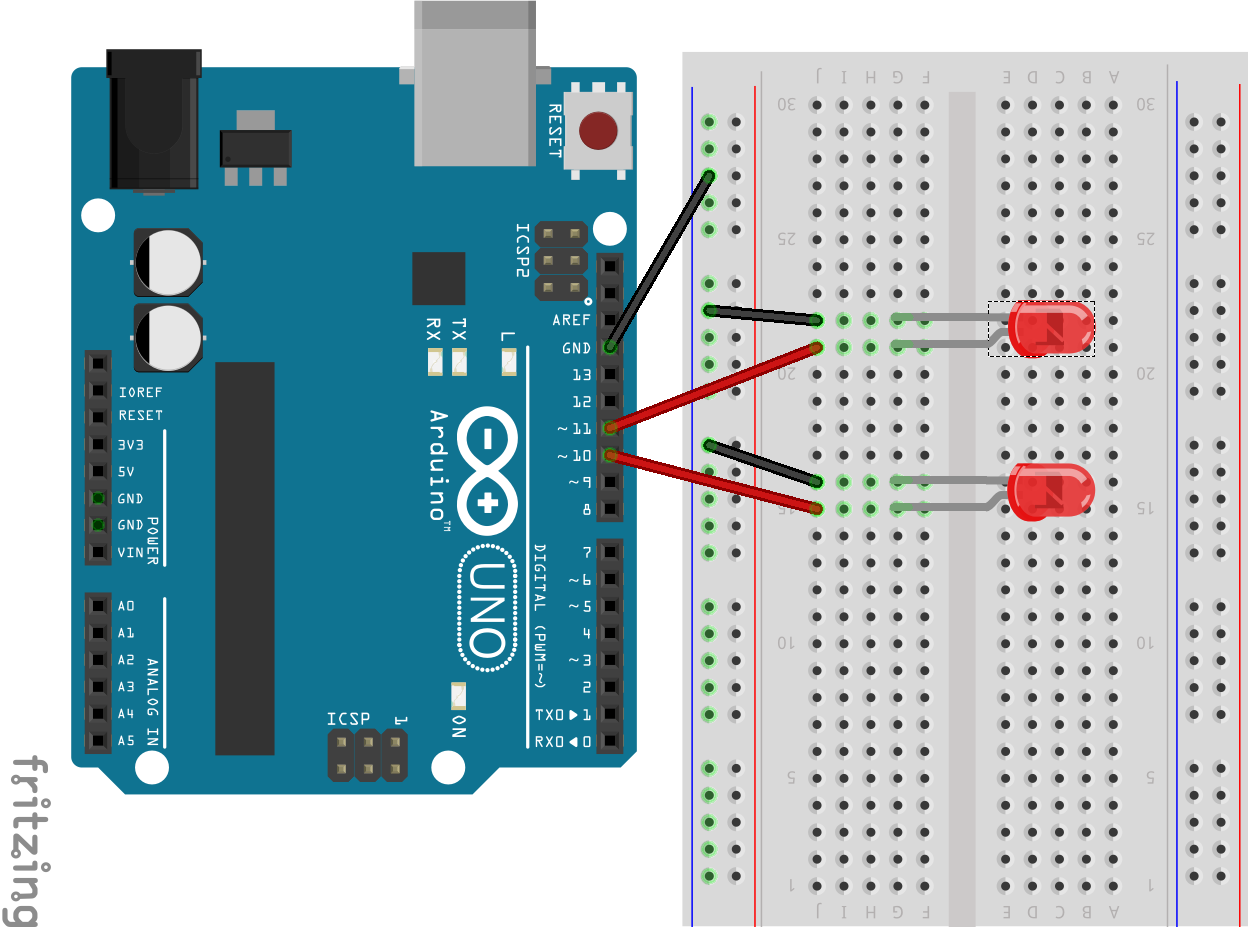 RESET
ICSP2
AREF
GND
13
12
~11
~10
~9
8
7
~6
~5
4
~3
2
TX0▶1
RX0◀0
RX TX L
IOREF
RESET
3V3
5V
GND
GND
VIN
POWER
A0
A1
A2
A3
A4
A5
ANALOG IN
Arduino™
UNO
DIGITAL (PWM=~)
ICSP 1
ON
J I H G F E D C B A
30 30
25 25
20 20
15 15
10 10
5 5
1 1
J I H G F E D C B A
fritzing